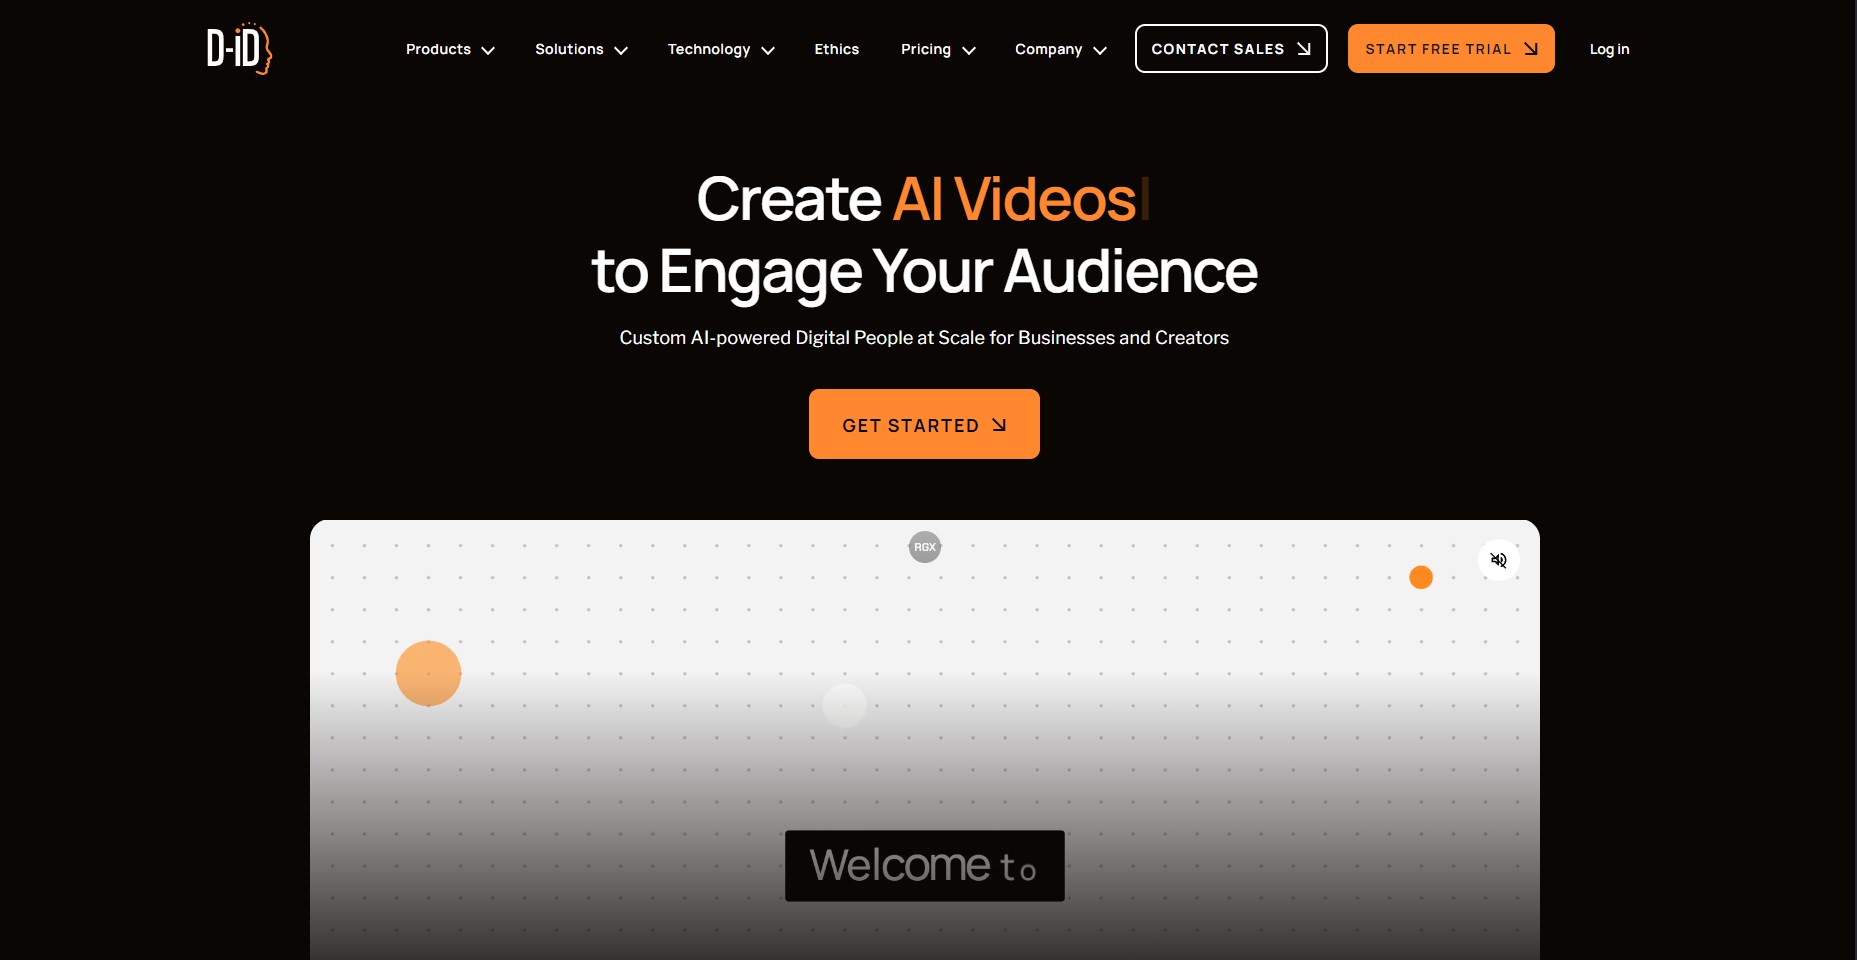 D-iD
Products
Solutions
Technology
Ethics
Pricing
Company
CONTACT SALES
START FREE TRIAL
Log in
Create AI Videos
to Engage Your Audience
Custom AI-powered Digital People at Scale for Businesses and Creators
GET STARTED
RGX
Welcome to